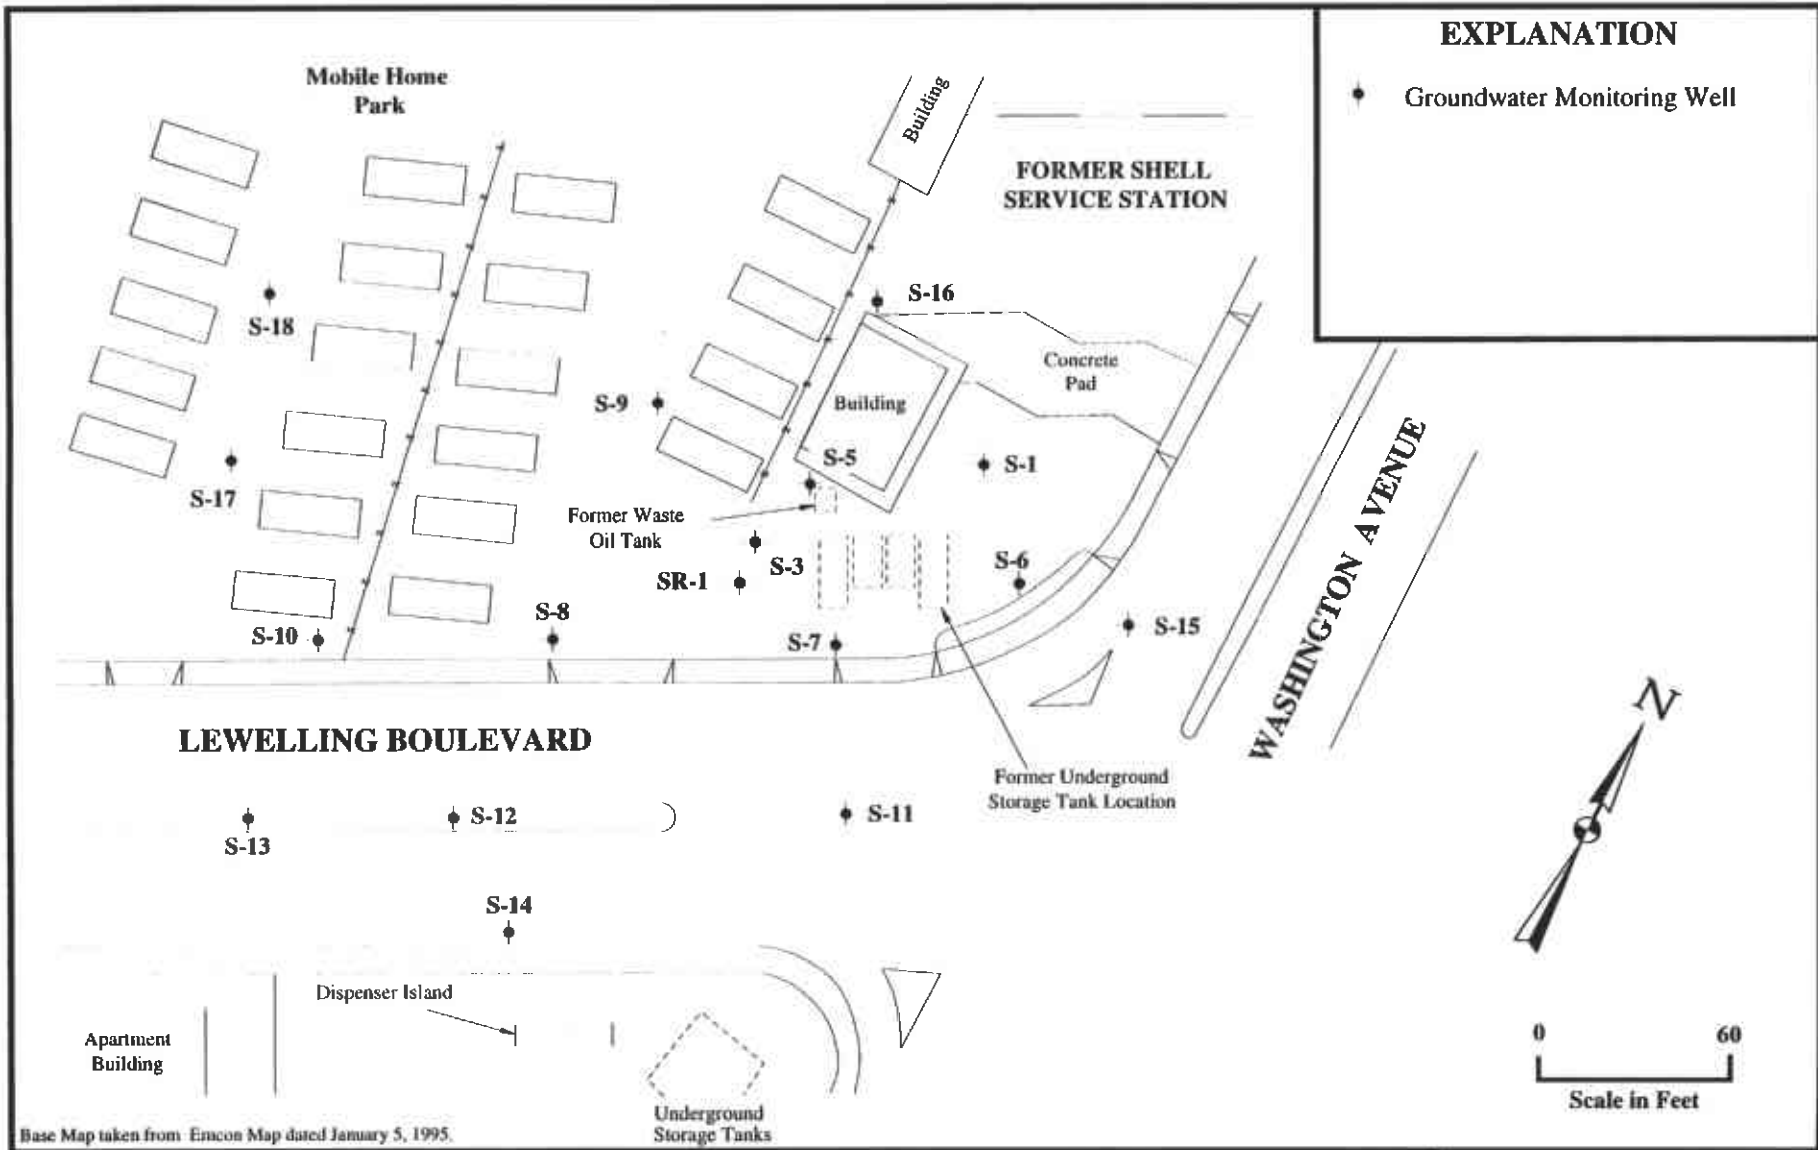 EXPLANATION
Groundwater Monitoring Well
Mobile Home
Park
Building
FORMER SHELL
SERVICE STATION
S-16
S-18
Concrete
Pad
S-9
Building
S-5
S-1
S-17
Former Waste
Oil Tank
S-3
SR-1
S-6
S-8
S-10
S-7
S-15
WASHINGTON AVENUE
N
LEWELLING BOULEVARD
Former Underground
Storage Tank Location
S-13
S-12
S-11
S-14
Dispenser Island
Apartment
Building
Underground
Storage Tanks
0 60
Scale in Feet
Base Map taken from Emcon Map dated January 5, 1995.